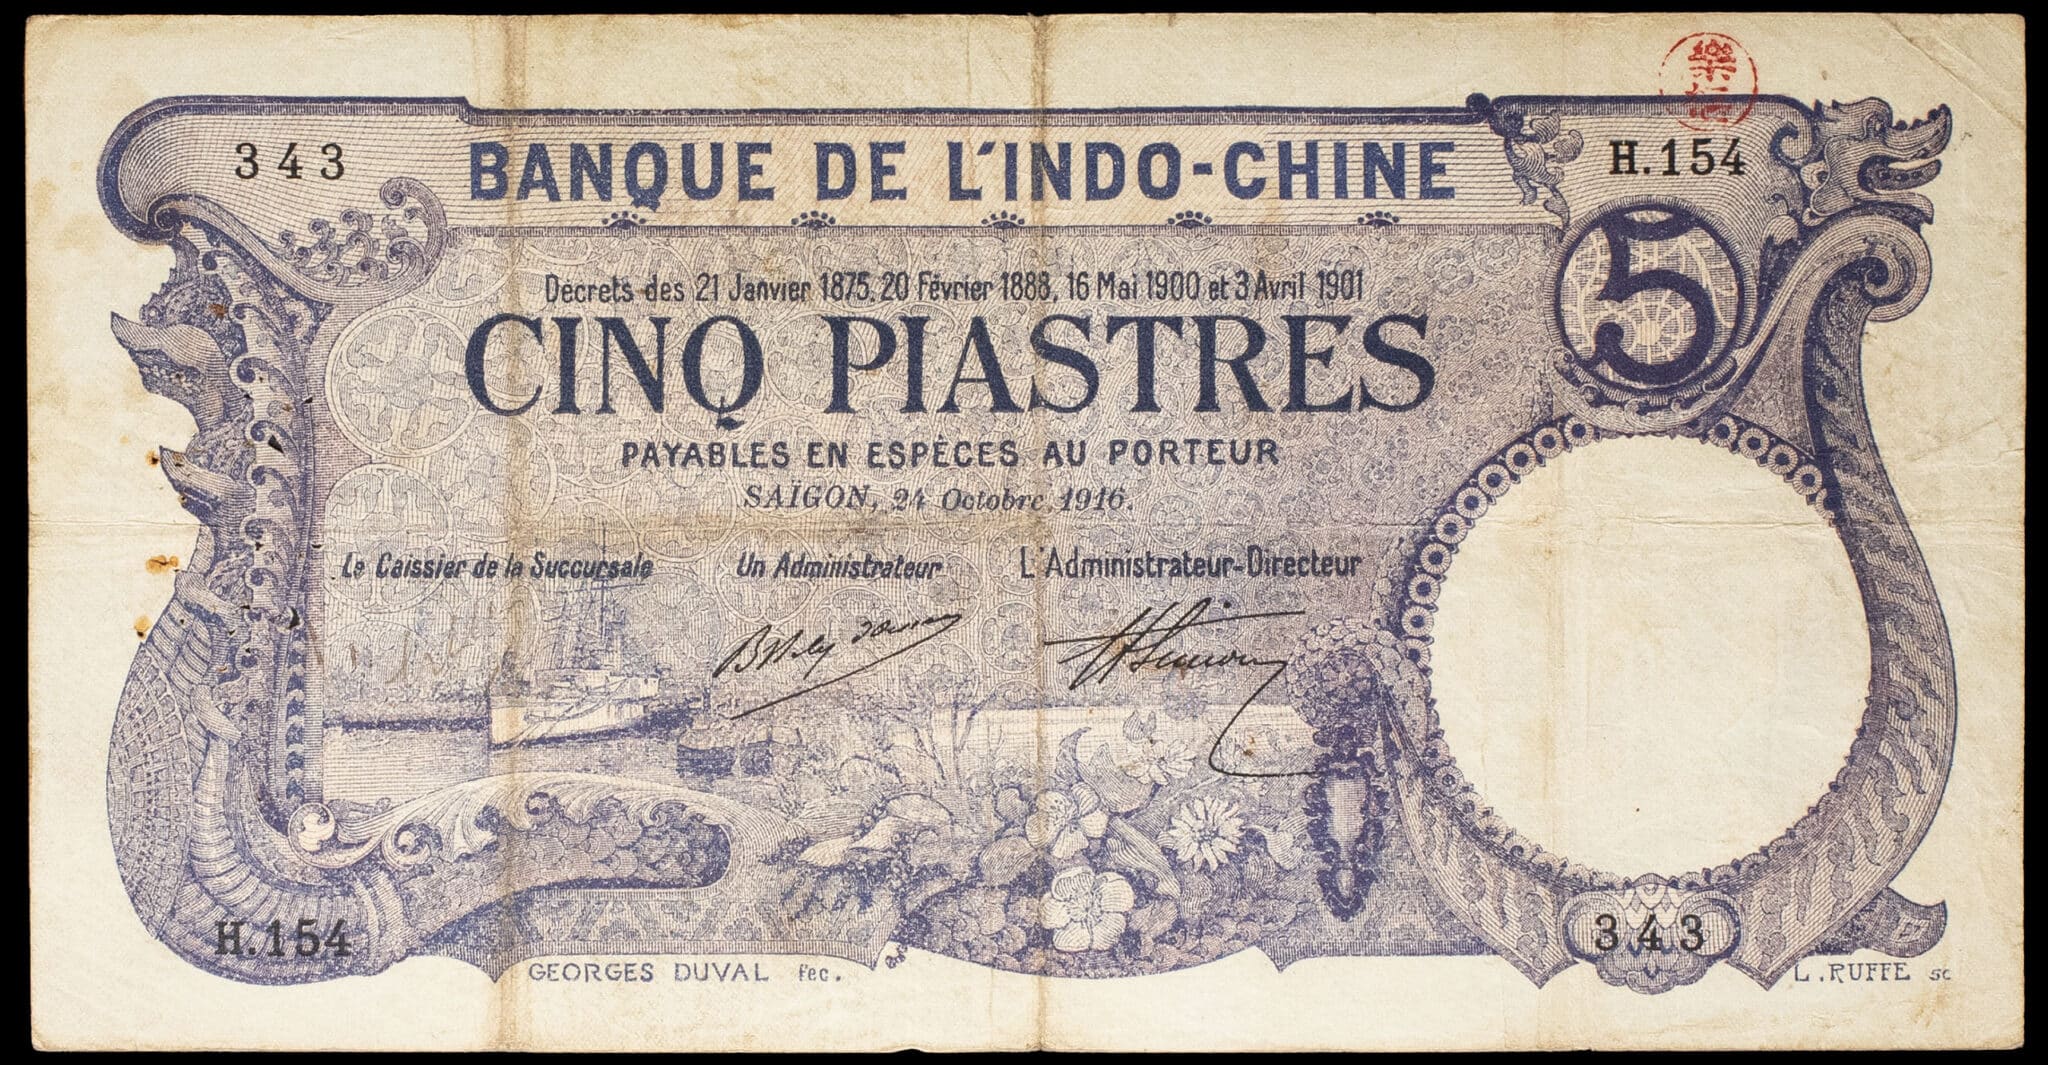 343
H.154
BANQUE DE L'INDO-CHINE
5
Décrets des 21 Janvier 1875, 20 Février 1888, 16 Mai 1900 et 3 Avril 1901
CINQ PIASTRES
PAYABLES EN ESPÈCES AU PORTEUR
SAÏGON, 24 Octobre 1916.
Le Caissier de la Succursale
Un Administrateur
L'Administrateur-Directeur
H.154
343
GEORGES DUVAL fec.
L.RUFFE sc